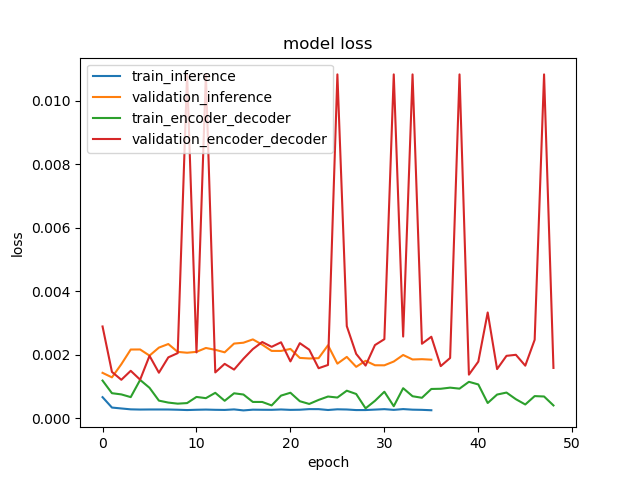 model loss
train_inference
validation_inference
train_encoder_decoder
validation_encoder_decoder
loss
0.010
0.008
0.006
0.004
0.002
0.000
0 10 20 30 40 50
epoch